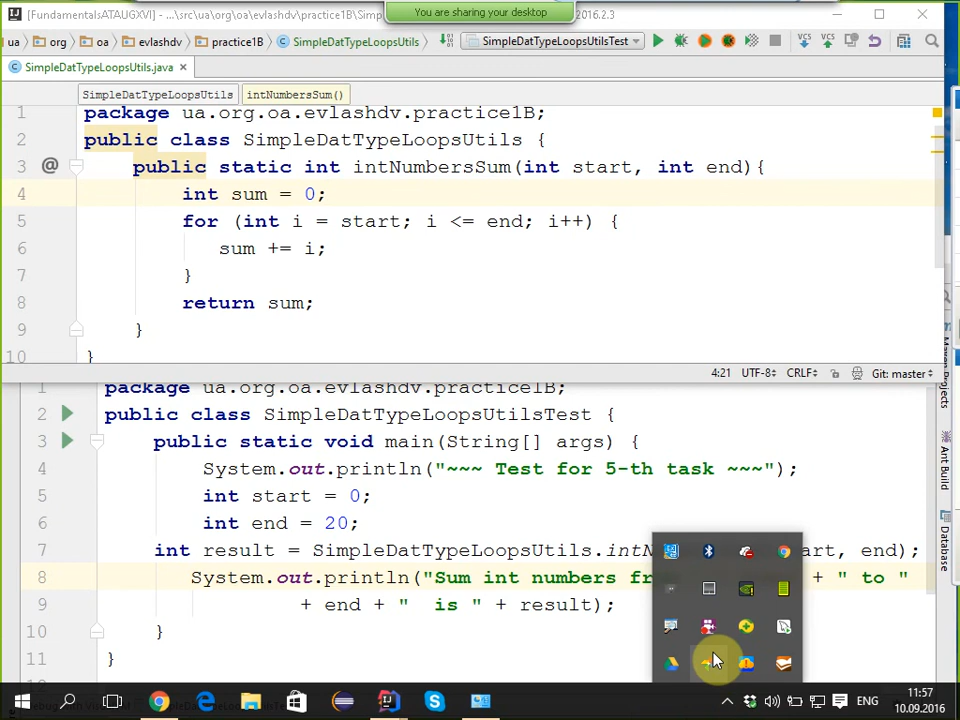 You are sharing your desktop
[FundamentalsATAUGXVI] - ...\src\ua\org\oa\evlashdv\practice1B\Simple 2016.2.3
ua org oa evlashdv practice1B SimpleDatTypeLoopsUtils SimpleDatTypeLoopsUtilsTest VCS VCS
SimpleDatTypeLoopsUtils.java ×
SimpleDatTypeLoopsUtils intNumbersSum()
1 package ua.org.oa.evlashdv.practice1B;
2 public class SimpleDatTypeLoopsUtils {
3 @ public static int intNumbersSum(int start, int end){
4 int sum = 0;
5 for (int i = start; i <= end; i++) {
6 sum += i;
7 }
8 return sum;
9 }
10 }
4:21 UTF-8 CRLF Git: master
Maven Projects
Ant Build
Database
1 package ua.org.oa.evlashdv.practice1B;
2 public class SimpleDatTypeLoopsUtilsTest {
3 public static void main(String[] args) {
4 System.out.println("~~~ Test for 5-th task ~~~");
5 int start = 0;
6 int end = 20;
7 int result = SimpleDatTypeLoopsUtils. end);
8 System.out.println("Sum int numbers + " to "
9 + end + "  is " + result);
10 }
11 }
ENG
11:57
10.09.2016